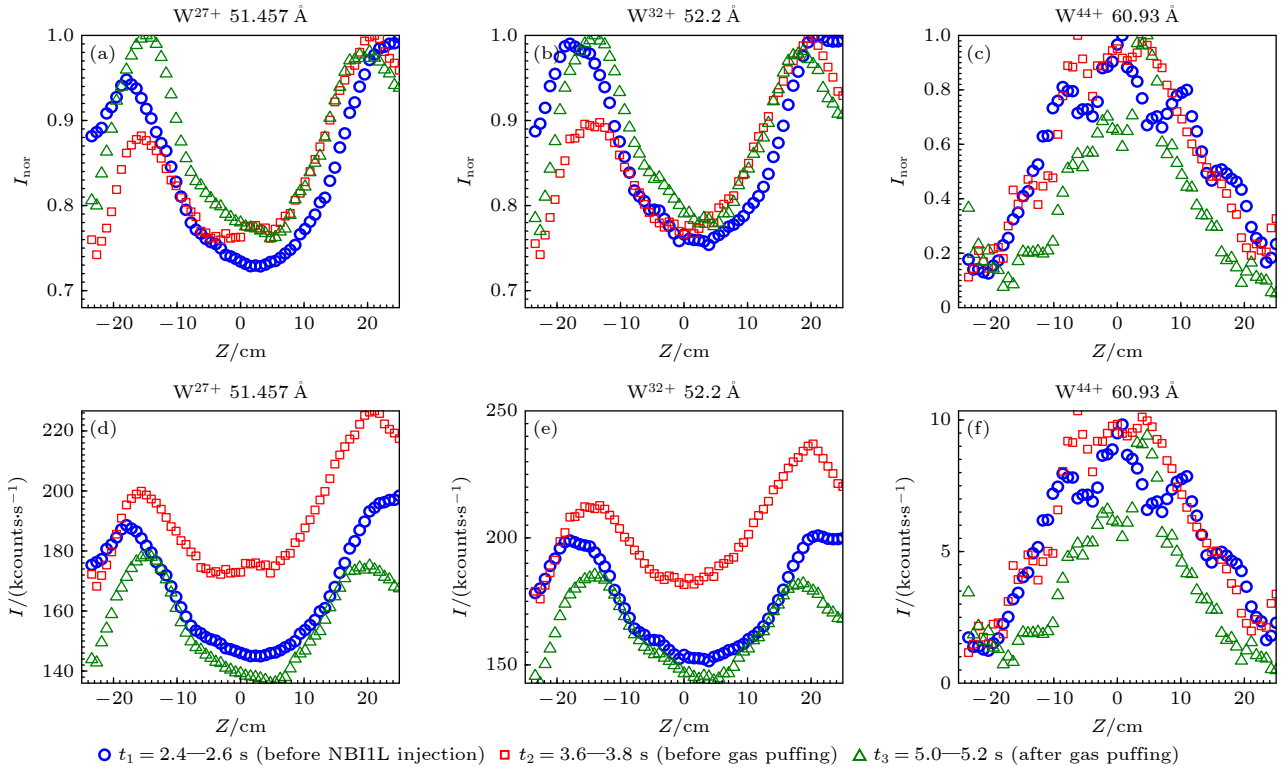 W²⁷⁺ 51.457 Å
W³²⁺ 52.2 Å
W⁴⁴⁺ 60.93 Å
(a)
1.0
0.9
0.8
0.7
I_nor
−20 −10 0 10 20
Z/cm
(b)
1.0
0.9
0.8
0.7
I_nor
−20 −10 0 10 20
Z/cm
(c)
1.0
0.8
0.6
0.4
0.2
0
I_nor
−20 −10 0 10 20
Z/cm
W²⁷⁺ 51.457 Å
W³²⁺ 52.2 Å
W⁴⁴⁺ 60.93 Å
(d)
220
200
180
160
140
I/(kcounts·s⁻¹)
−20 −10 0 10 20
Z/cm
(e)
250
200
150
I/(kcounts·s⁻¹)
−20 −10 0 10 20
Z/cm
(f)
10
5
0
I/(kcounts·s⁻¹)
−20 −10 0 10 20
Z/cm
t₁ = 2.4—2.6 s (before NBI1L injection) t₂ = 3.6—3.8 s (before gas puffing) t₃ = 5.0—5.2 s (after gas puffing)